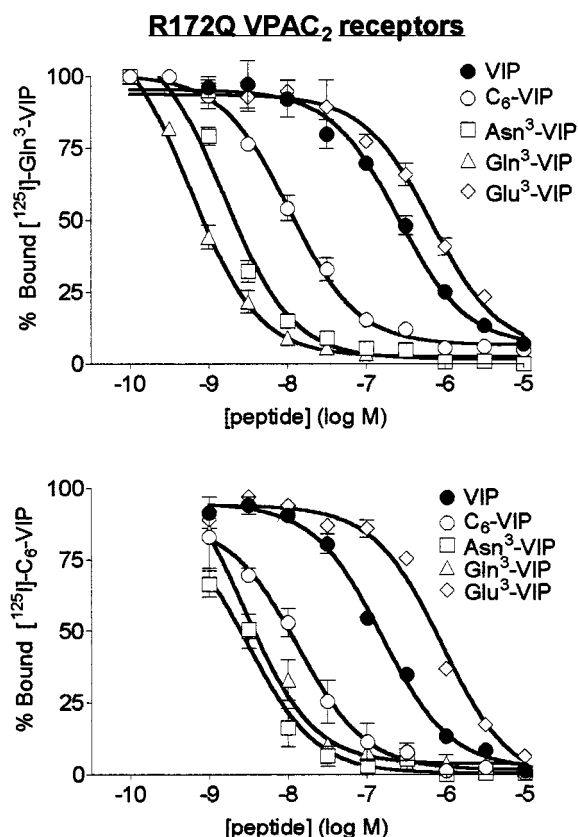 R172Q VPAC₂ receptors
% Bound [¹²⁵I]-Gln³-VIP
100
75
50
25
0
VIP
C₆-VIP
Asn³-VIP
Gln³-VIP
Glu³-VIP
-10 -9 -8 -7 -6 -5
[peptide] (log M)
% Bound [¹²⁵I]-C₆-VIP
100
75
50
25
0
VIP
C₆-VIP
Asn³-VIP
Gln³-VIP
Glu³-VIP
-10 -9 -8 -7 -6 -5
[peptide] (log M)